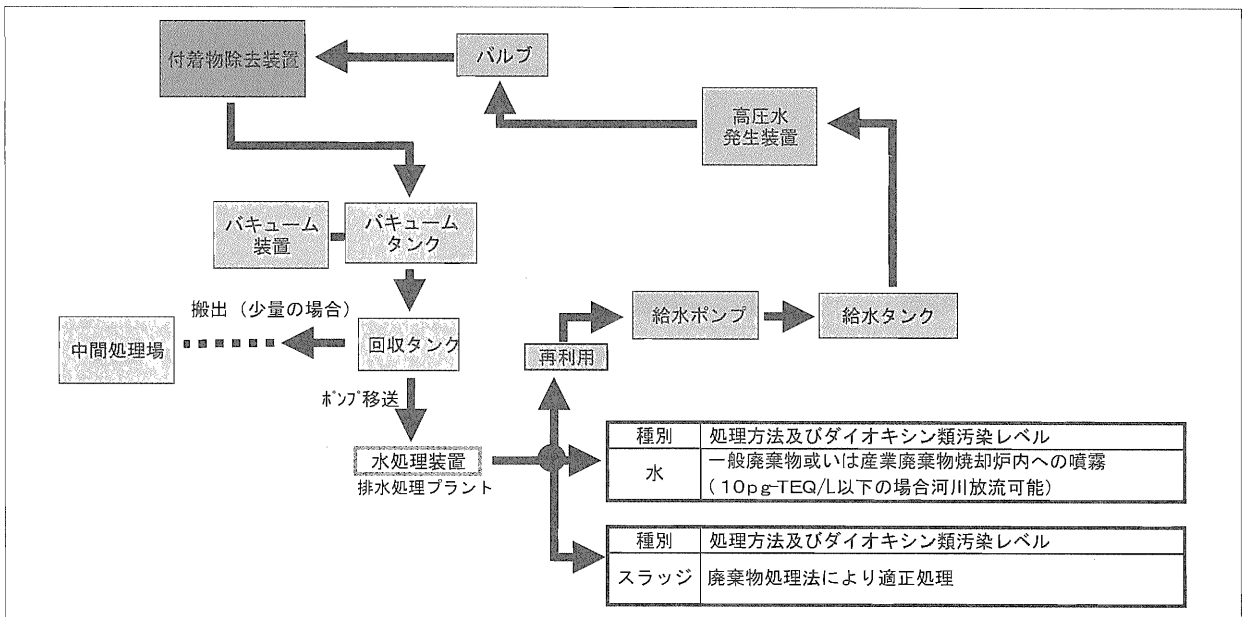 付着物除去装置
バルブ
高圧水
発生装置
バキューム
装置
バキューム
タンク
搬出（少量の場合）
中間処理場
回収タンク
給水ポンプ
給水タンク
再利用
ﾎﾟﾝﾌﾟ移送
水処理装置
排水処理プラント
種別 処理方法及びダイオキシン類汚染レベル
水 一般廃棄物或いは産業廃棄物焼却炉内への噴霧
（10pg-TEQ/L以下の場合河川放流可能）
種別 処理方法及びダイオキシン類汚染レベル
スラッジ 廃棄物処理法により適正処理